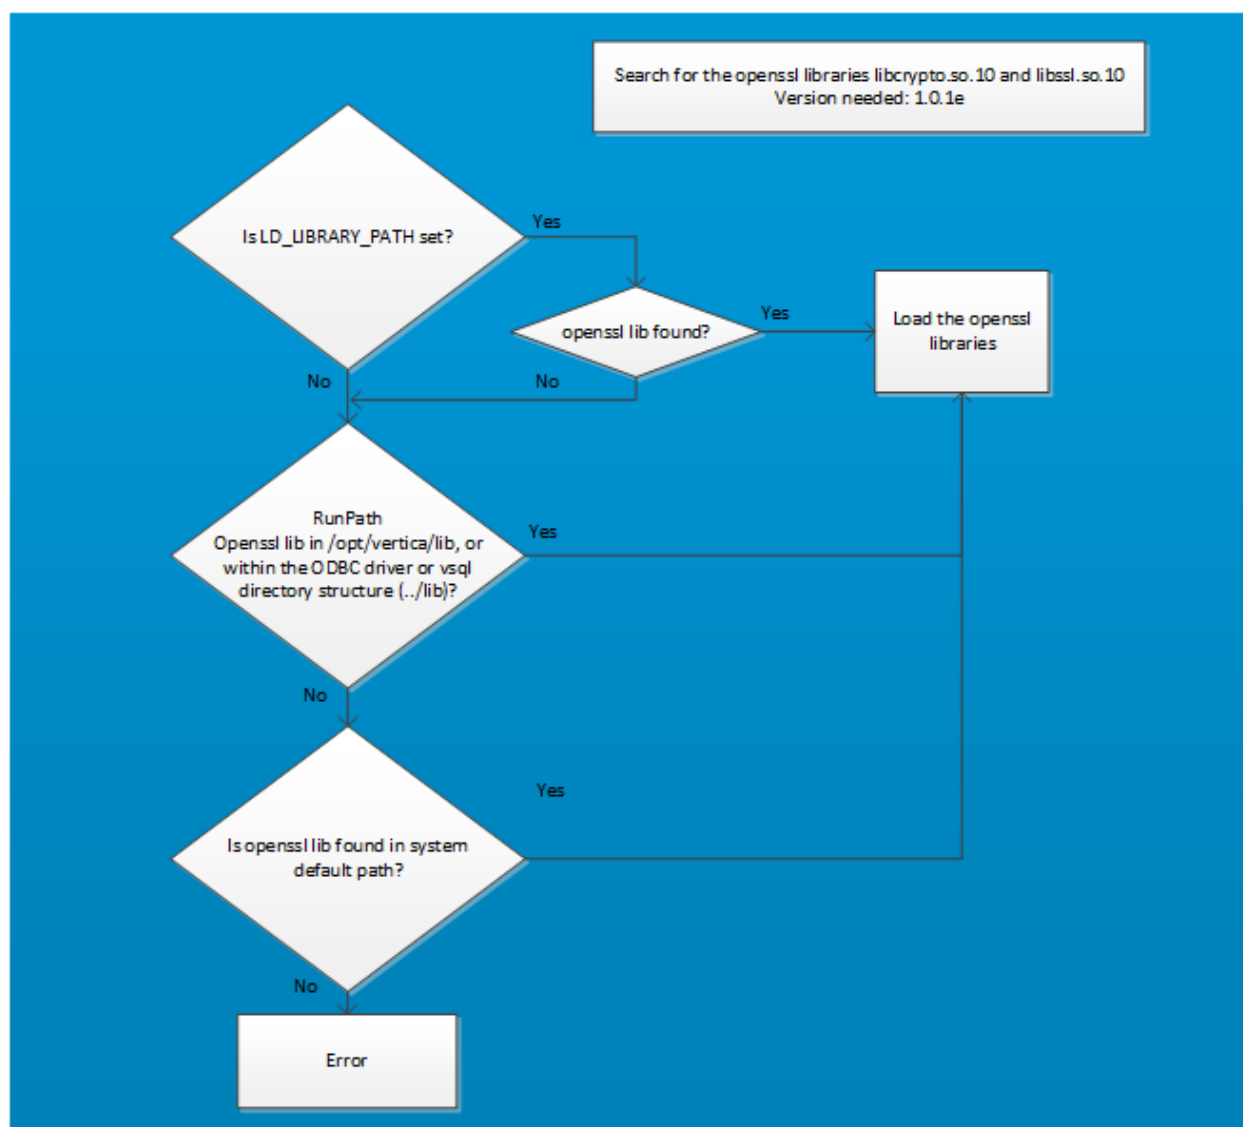 Search for the openssl libraries libcrypto.so.10 and libssl.so.10
Version needed: 1.0.1e
Is LD_LIBRARY_PATH set?
Yes
openssl lib found?
Yes
Load the openssl
libraries
No
No
RunPath
Openssl lib in /opt/vertica/lib, or
within the ODBC driver or vsql
directory structure (../lib)?
Yes
No
Is openssl lib found in system
default path?
Yes
No
Error